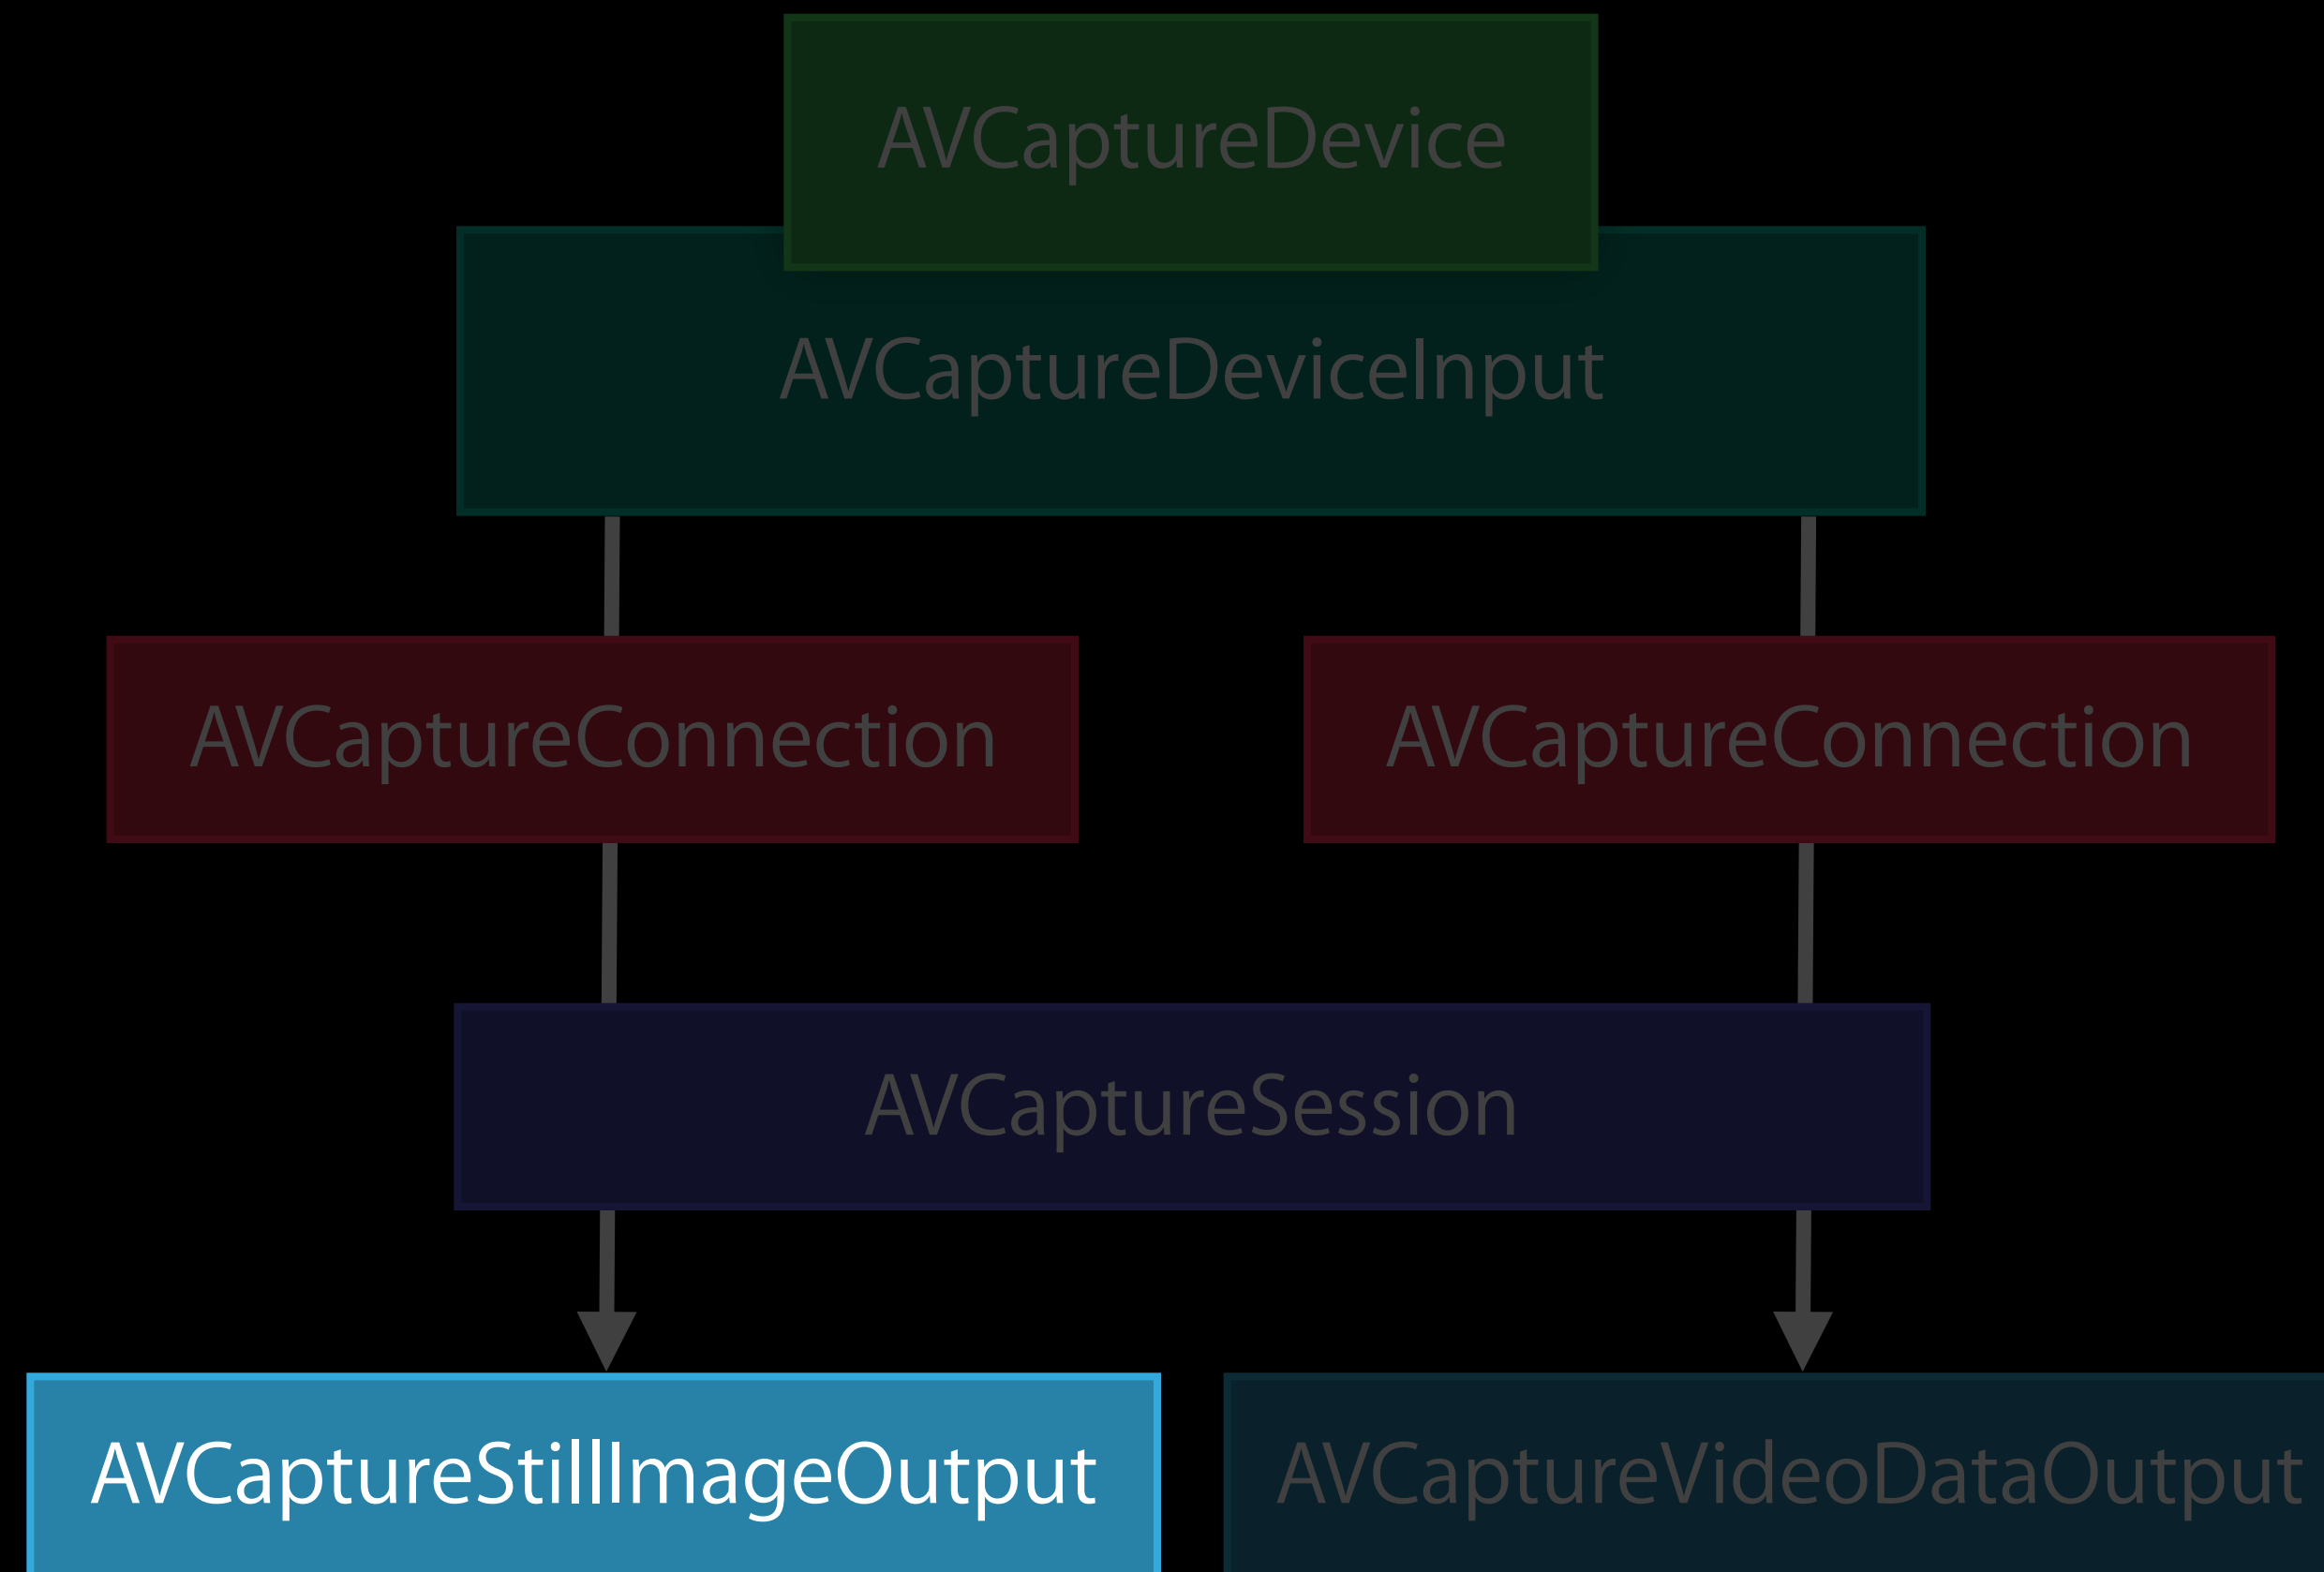 AVCaptureDevice
AVCaptureDeviceInput
AVCaptureConnection
AVCaptureConnection
AVCaptureSession
AVCaptureStillImageOutput
AVCaptureVideoDataOutput